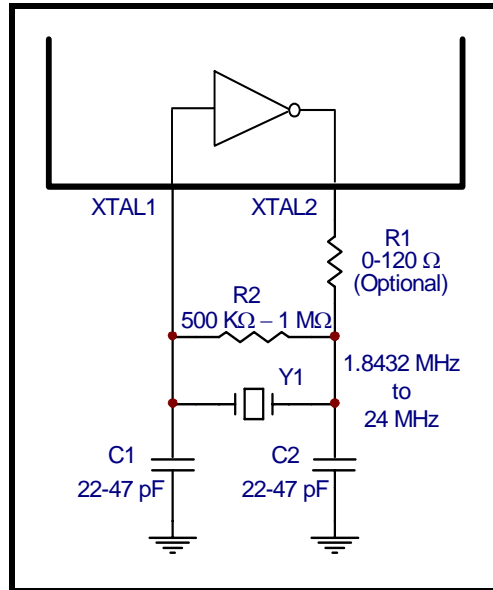 XTAL1
XTAL2
R1
0-120 Ω
(Optional)
R2
500 KΩ – 1 MΩ
Y1
1.8432 MHz
to
24 MHz
C1
22-47 pF
C2
22-47 pF